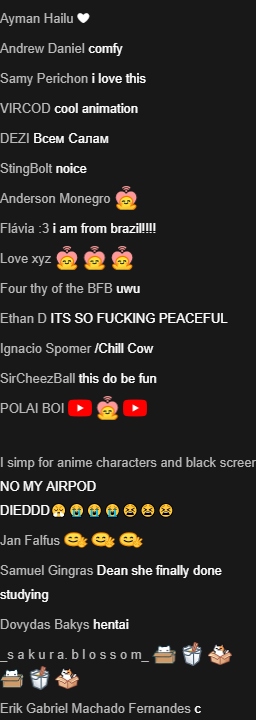 Ayman Hailu 🤍
Andrew Daniel comfy
Samy Perichon i love this
VIRCOD cool animation
DEZI Всем Салам
StingBolt noice
Anderson Monegro
Flávia :3 i am from brazil!!!!
Love xyz
Four thy of the BFB uwu
Ethan D ITS SO FUCKING PEACEFUL
Ignacio Spomer /Chill Cow
SirCheezBall this do be fun
POLAI BOI
I simp for anime characters and black screen
NO MY AIRPOD
DIEDDD😤😭😭😭😫😫😫
Jan Falfus
Samuel Gingras Dean she finally done
studying
Dovydas Bakys hentai
_s a k u r a. b l o s s o m_
Erik Gabriel Machado Fernandes c